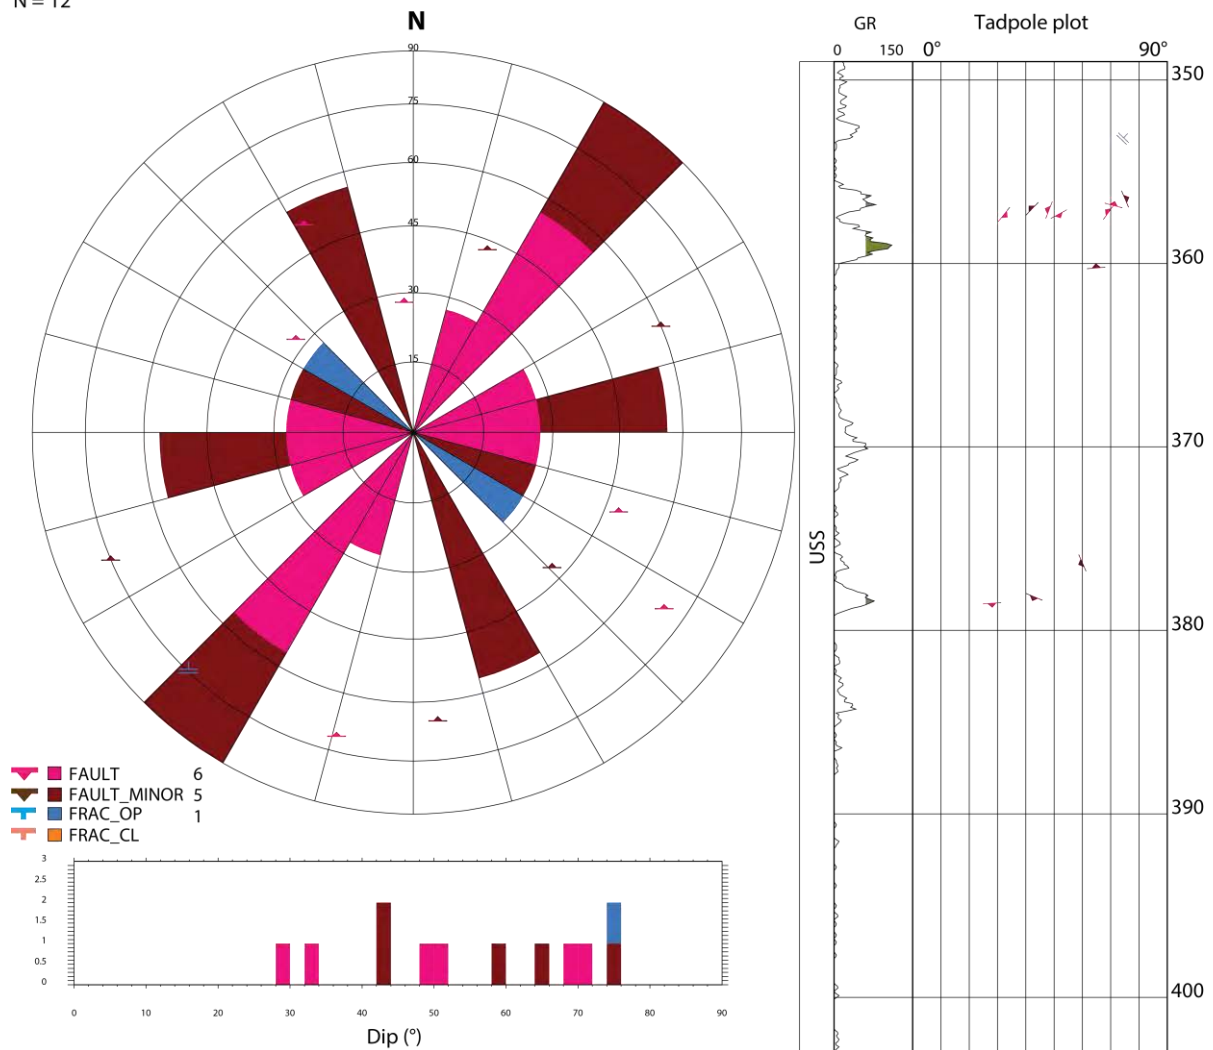 N = 12
N
90
75
60
45
30
15
FAULT 6
FAULT_MINOR 5
FRAC_OP 1
FRAC_CL
3
2.5
2
1.5
1
0.5
0
0 10 20 30 40 50 60 70 80 90
Dip (°)
GR Tadpole plot
0 150 0° 90°
350
360
370
USS
380
390
400